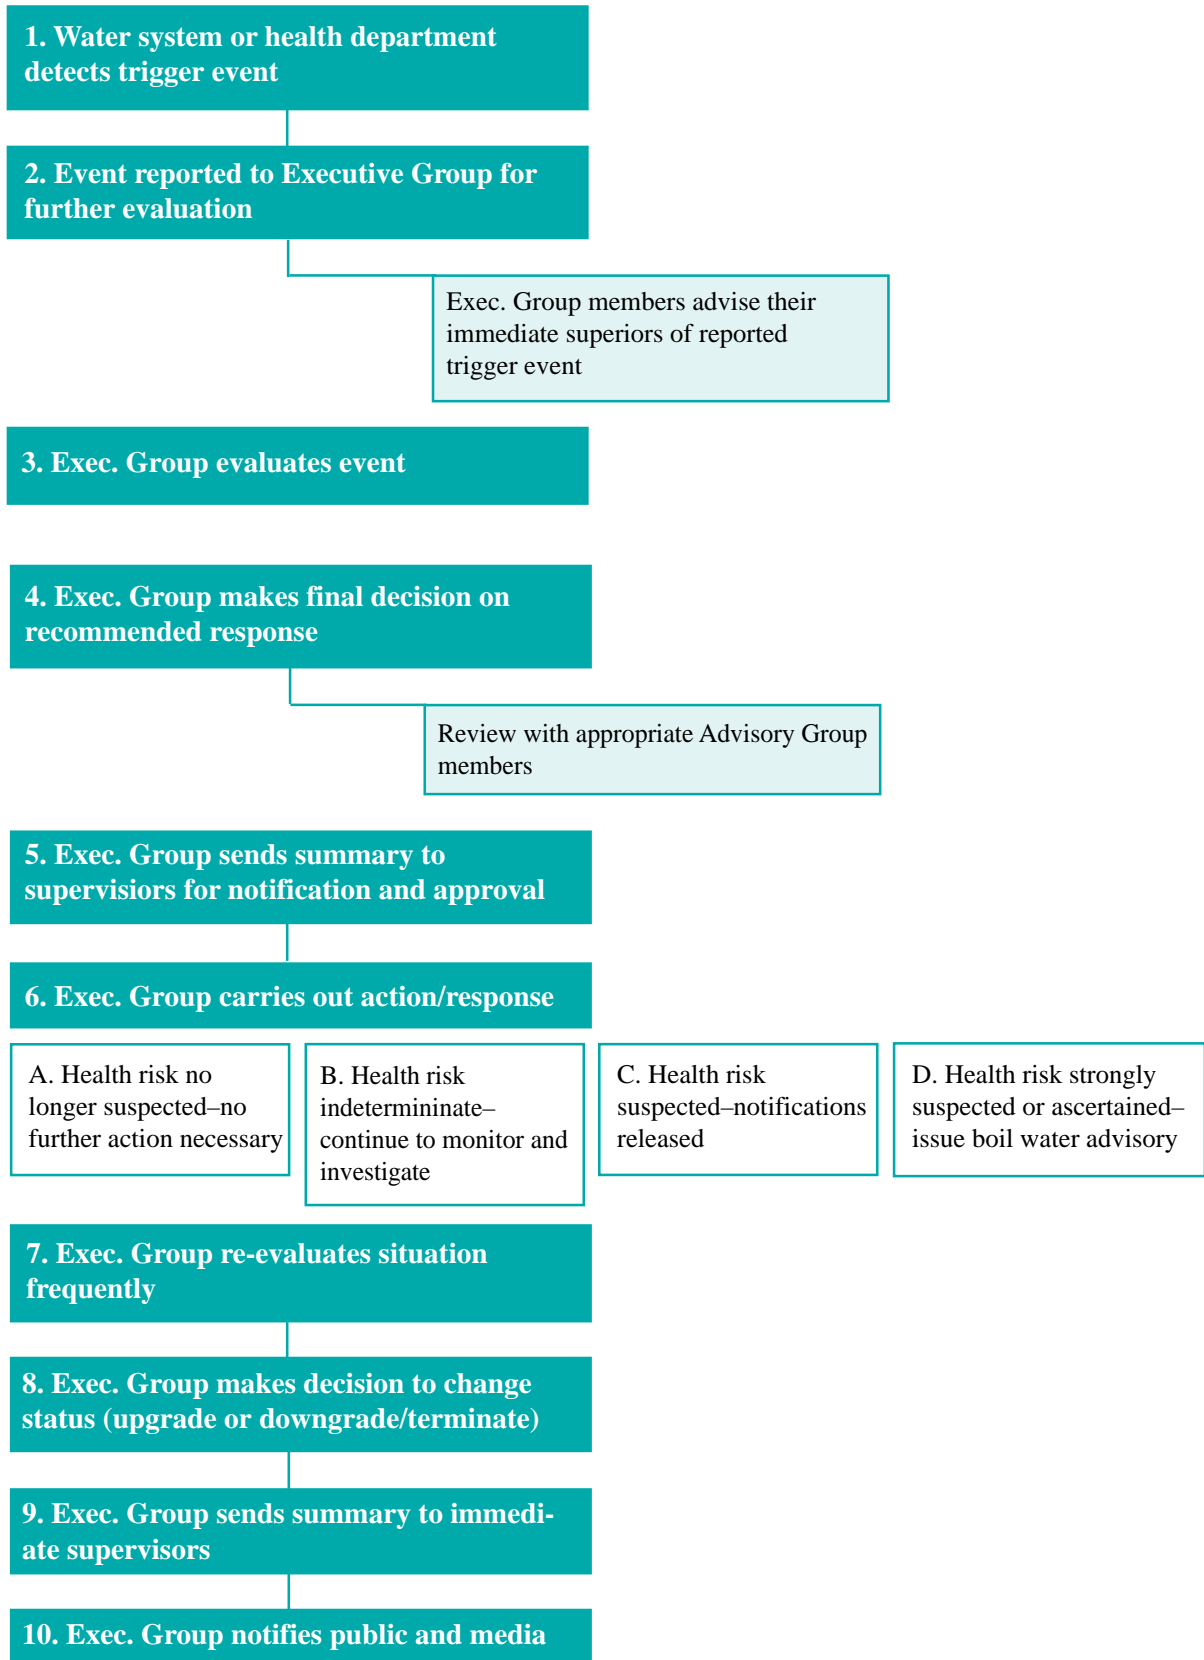 1. Water system or health department
detects trigger event
2. Event reported to Executive Group for
further evaluation
Exec. Group members advise their
immediate superiors of reported
trigger event
3. Exec. Group evaluates event
4. Exec. Group makes final decision on
recommended response
Review with appropriate Advisory Group
members
5. Exec. Group sends summary to
supervisiors for notification and approval
6. Exec. Group carries out action/response
A. Health risk no
longer suspected–no
further action necessary
B. Health risk
indetermininate–
continue to monitor and
investigate
C. Health risk
suspected–notifications
released
D. Health risk strongly
suspected or ascertained–
issue boil water advisory
7. Exec. Group re-evaluates situation
frequently
8. Exec. Group makes decision to change
status (upgrade or downgrade/terminate)
9. Exec. Group sends summary to immedi-
ate supervisors
10. Exec. Group notifies public and media